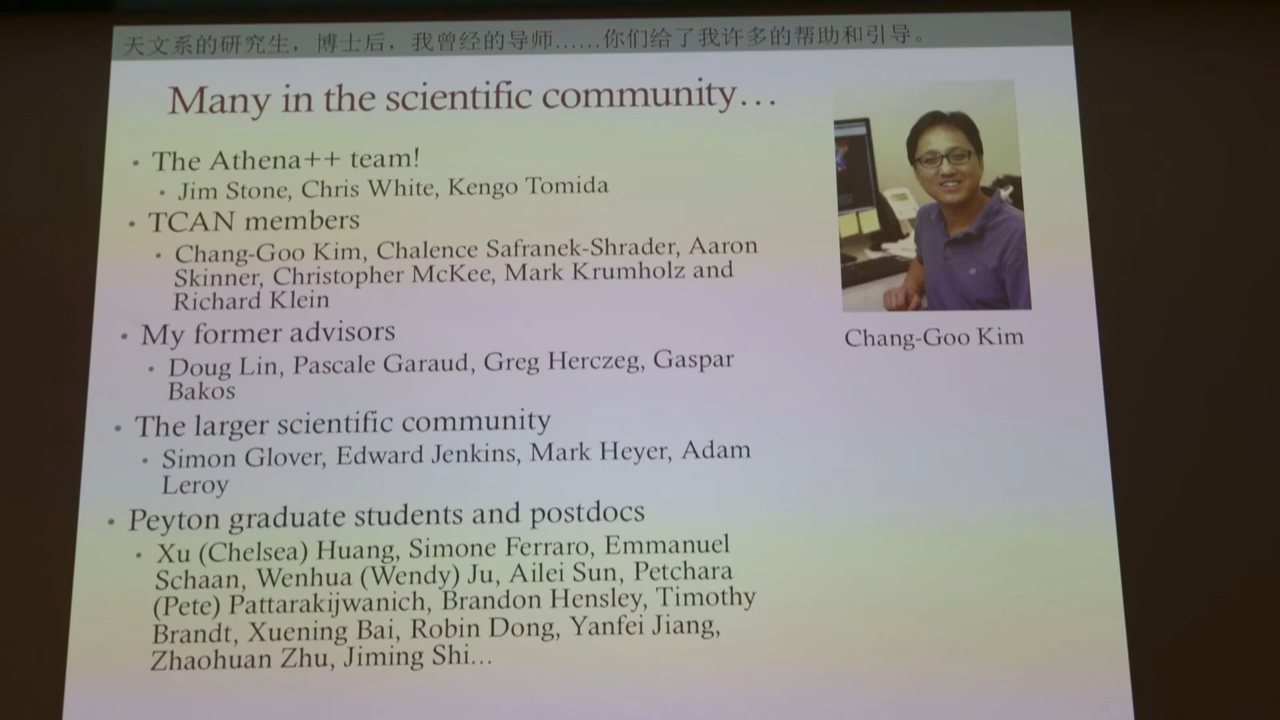 天文系的研究生，博士后，我曾经的导师……你们给了我许多的帮助和引导。
Many in the scientific community…
• The Athena++ team!
• Jim Stone, Chris White, Kengo Tomida
• TCAN members
• Chang-Goo Kim, Chalence Safranek-Shrader, Aaron
Skinner, Christopher McKee, Mark Krumholz and
Richard Klein
• My former advisors
• Doug Lin, Pascale Garaud, Greg Herczeg, Gaspar
Bakos
• The larger scientific community
• Simon Glover, Edward Jenkins, Mark Heyer, Adam
Leroy
• Peyton graduate students and postdocs
• Xu (Chelsea) Huang, Simone Ferraro, Emmanuel
Schaan, Wenhua (Wendy) Ju, Ailei Sun, Petchara
(Pete) Pattarakijwanich, Brandon Hensley, Timothy
Brandt, Xuening Bai, Robin Dong, Yanfei Jiang,
Zhaohuan Zhu, Jiming Shi…
Chang-Goo Kim